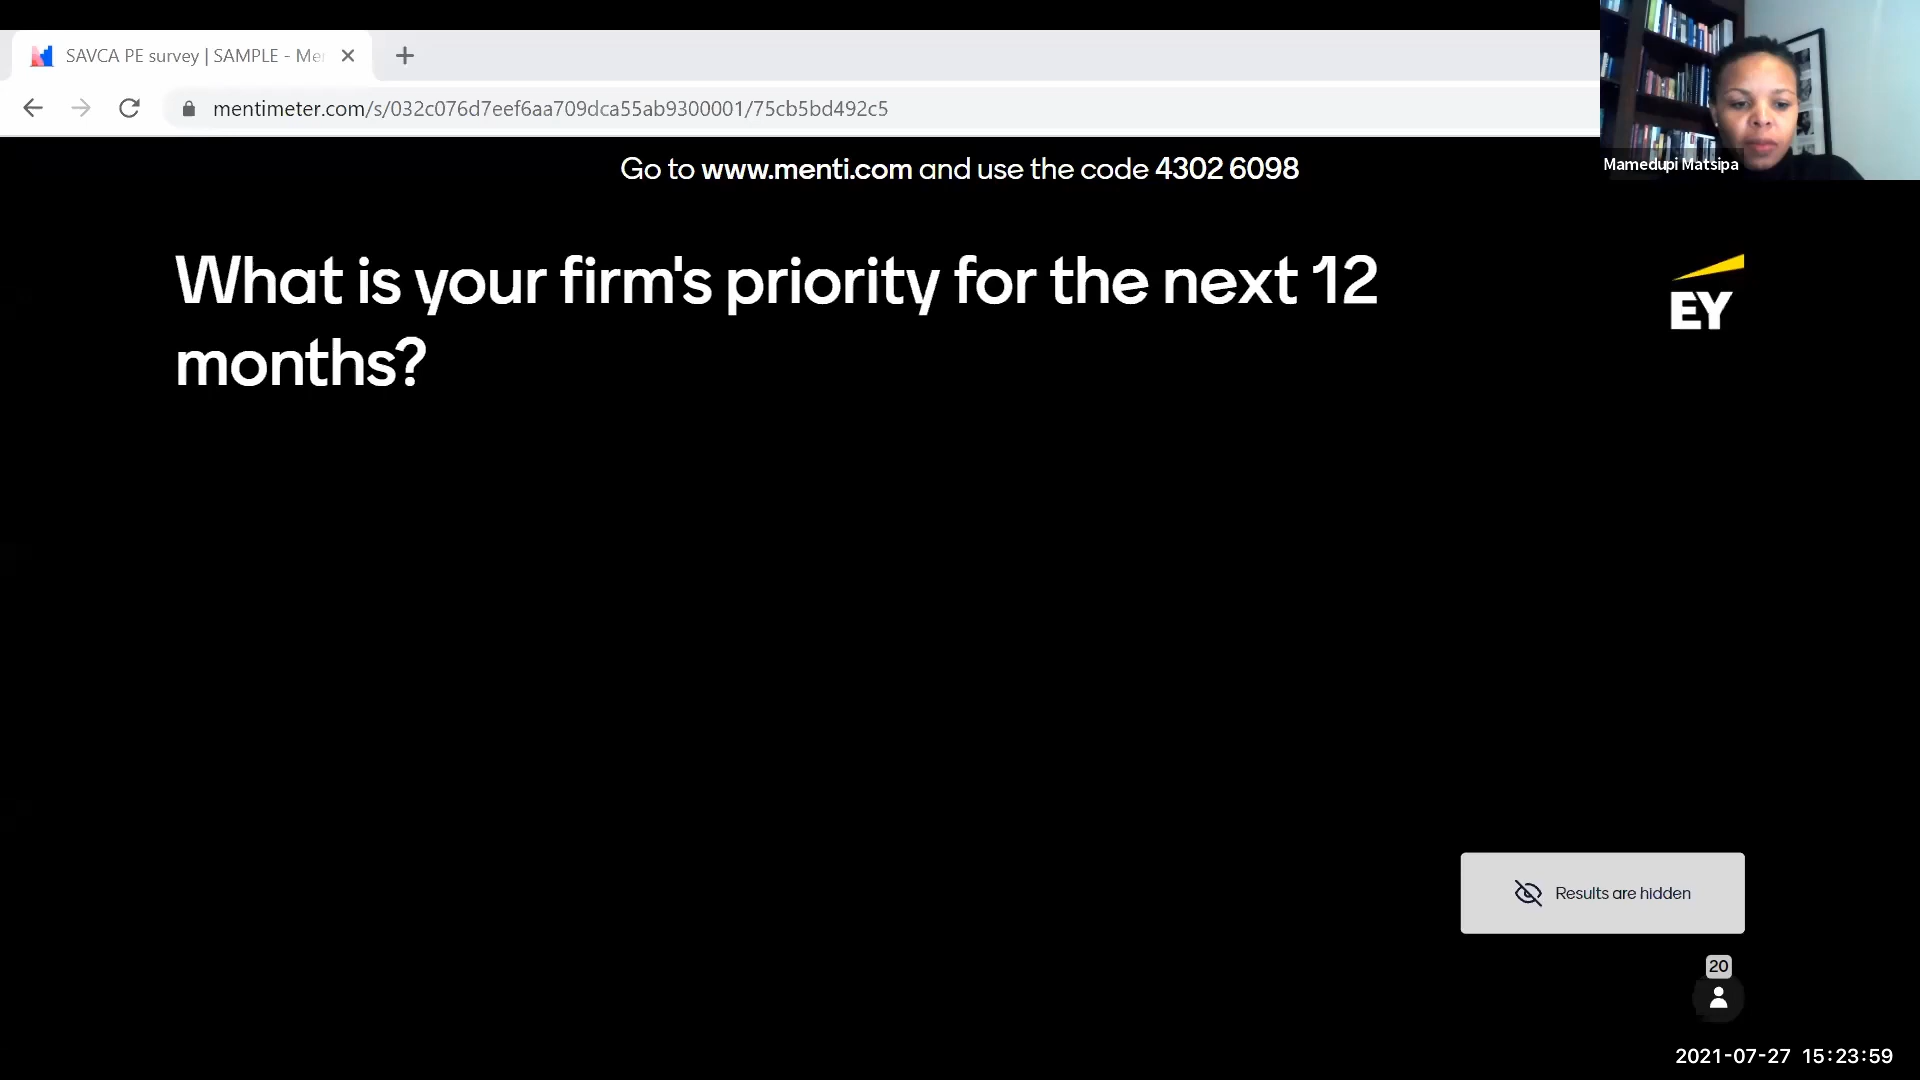 SAVCA PE survey | SAMPLE - Me
mentimeter.com/s/032c076d7eef6aa709dca55ab9300001/75cb5bd492c5
Mamedupi Matsipa
Go to www.menti.com and use the code 4302 6098
What is your firm's priority for the next 12
months?
EY
Results are hidden
20
2021-07-27 15:23:59